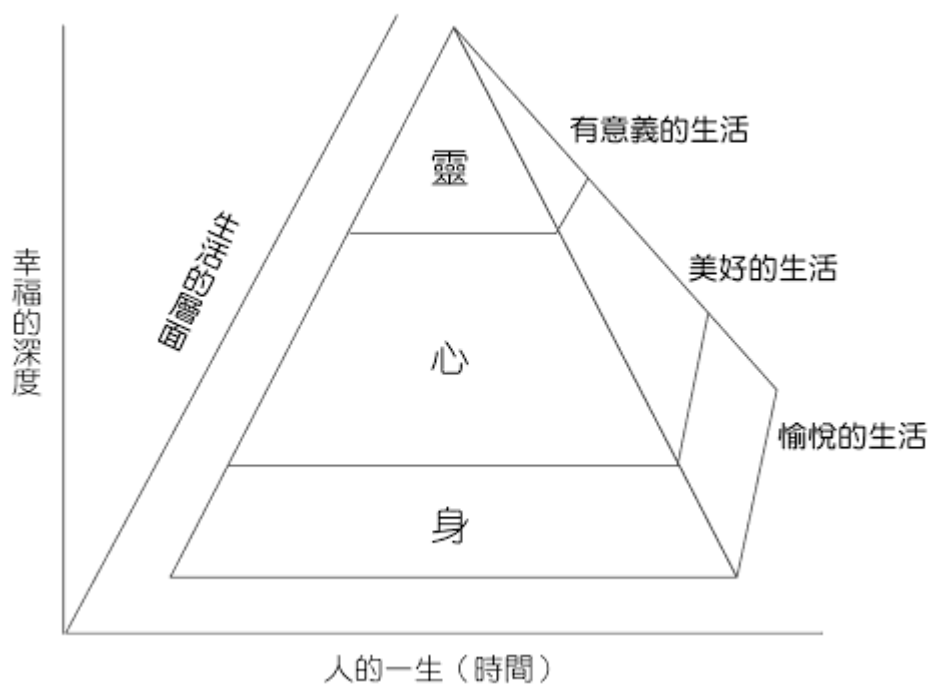 有意義的生活
靈
生活的層面
美好的生活
幸福的深度
心
愉悅的生活
身
人的一生（時間）